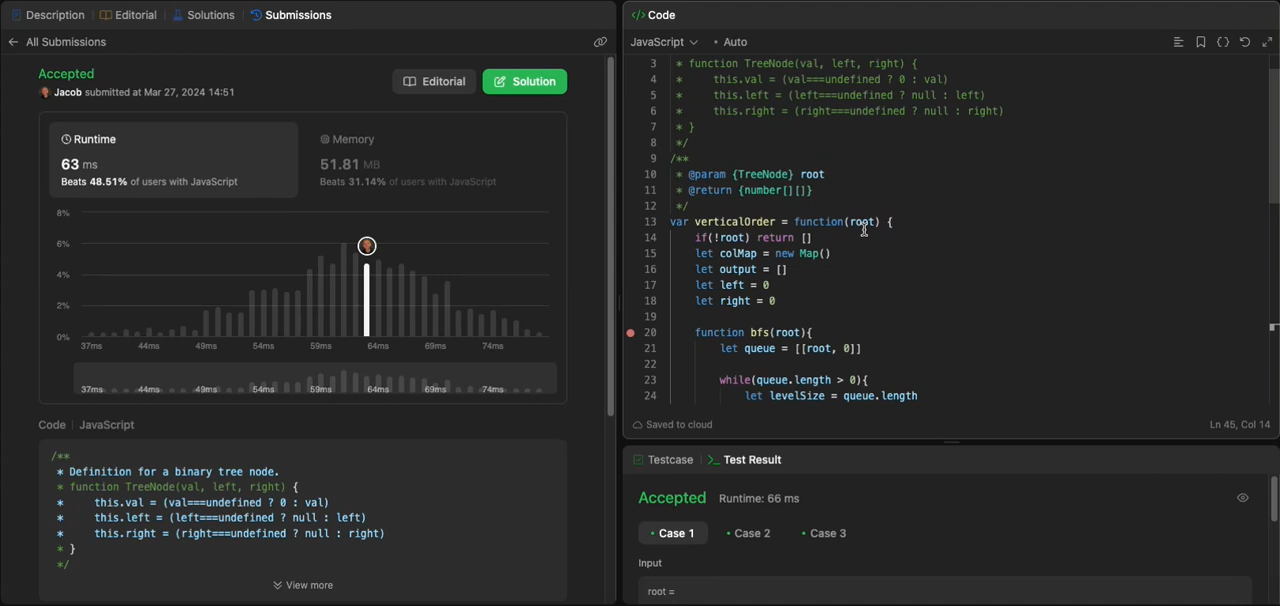 Description Editorial Solutions Submissions
All Submissions
Accepted
Jacob submitted at Mar 27, 2024 14:51
Editorial Solution
Runtime
63 ms
Beats 48.51% of users with JavaScript
Memory
51.81 MB
Beats 31.14% of users with JavaScript
8%
6%
4%
2%
0%
37ms 44ms 49ms 54ms 59ms 64ms 69ms 74ms
37ms 44ms 49ms 54ms 59ms 64ms 69ms 74ms
Code JavaScript
/**
* Definition for a binary tree node.
* function TreeNode(val, left, right) {
*     this.val = (val===undefined ? 0 : val)
*     this.left = (left===undefined ? null : left)
*     this.right = (right===undefined ? null : right)
* }
*/
View more
</> Code
JavaScript Auto
3 * function TreeNode(val, left, right) {
4 *     this.val = (val===undefined ? 0 : val)
5 *     this.left = (left===undefined ? null : left)
6 *     this.right = (right===undefined ? null : right)
7 * }
8 */
9 /**
10 * @param {TreeNode} root
11 * @return {number[][]}
12 */
13 var verticalOrder = function(root) {
14     if(!root) return []
15     let colMap = new Map()
16     let output = []
17     let left = 0
18     let right = 0
19
20     function bfs(root){
21         let queue = [[root, 0]]
22
23         while(queue.length > 0){
24             let levelSize = queue.length
Saved to cloud Ln 45, Col 14
Testcase >_ Test Result
Accepted Runtime: 66 ms
• Case 1 • Case 2 • Case 3
Input
root =